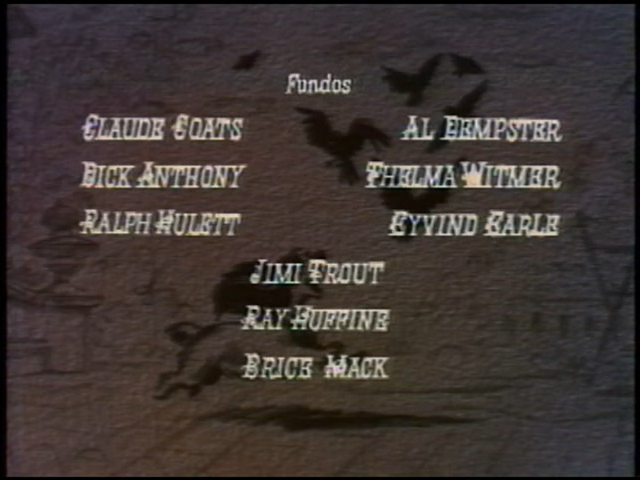 Fundos
CLAUDE COATS AL DEMPSTER
DICK ANTHONY THELMA WITMER
RALPH HULETT EYVIND EARLE
JIMI TROUT
RAY HUFFINE
BRICE MACK